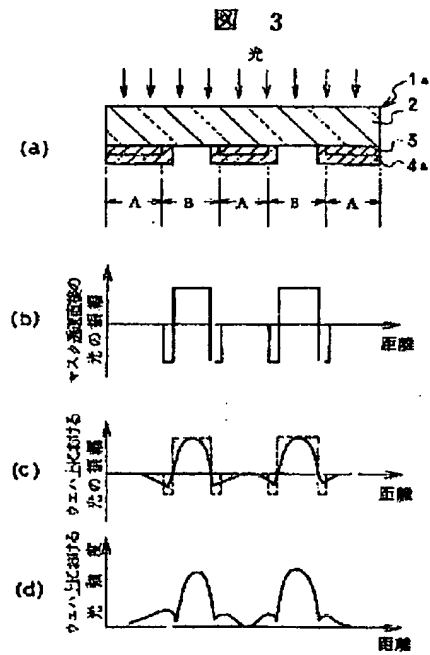 図 3
光
1a
2
3
4a
(a)
A B A B A
(b)
マスク通過直後の
光の振幅
距離
(c)
ウエハ上における
光の振幅
距離
(d)
ウエハ上における
光強度
距離